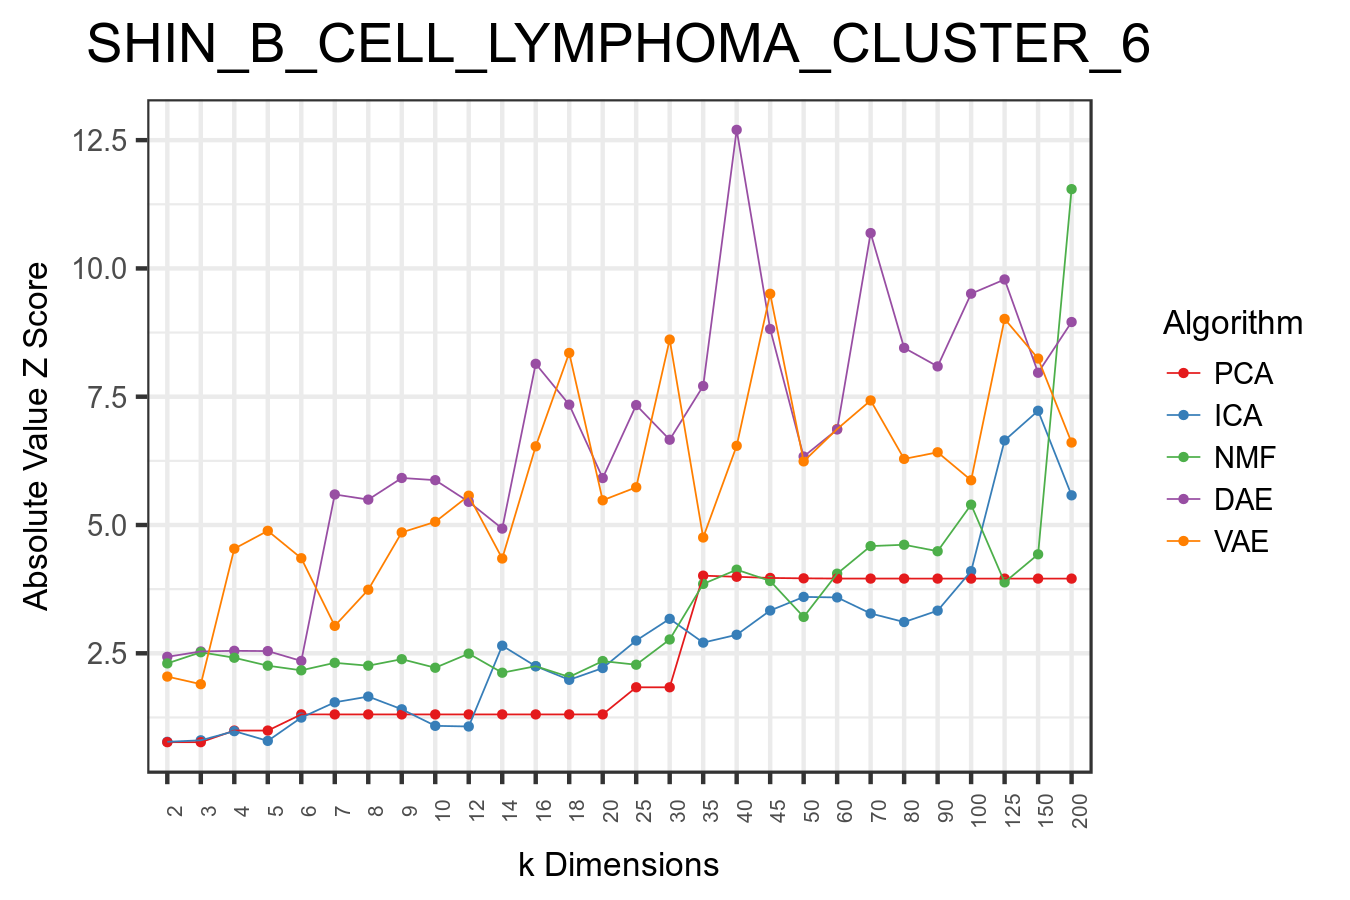 SHIN_B_CELL_LYMPHOMA_CLUSTER_6
Absolute Value Z Score
12.5
10.0
7.5
5.0
2.5
2 3 4 5 6 7 8 9 10 12 14 16 18 20 25 30 35 40 45 50 60 70 80 90 100 125 150 200
k Dimensions
Algorithm
PCA
ICA
NMF
DAE
VAE